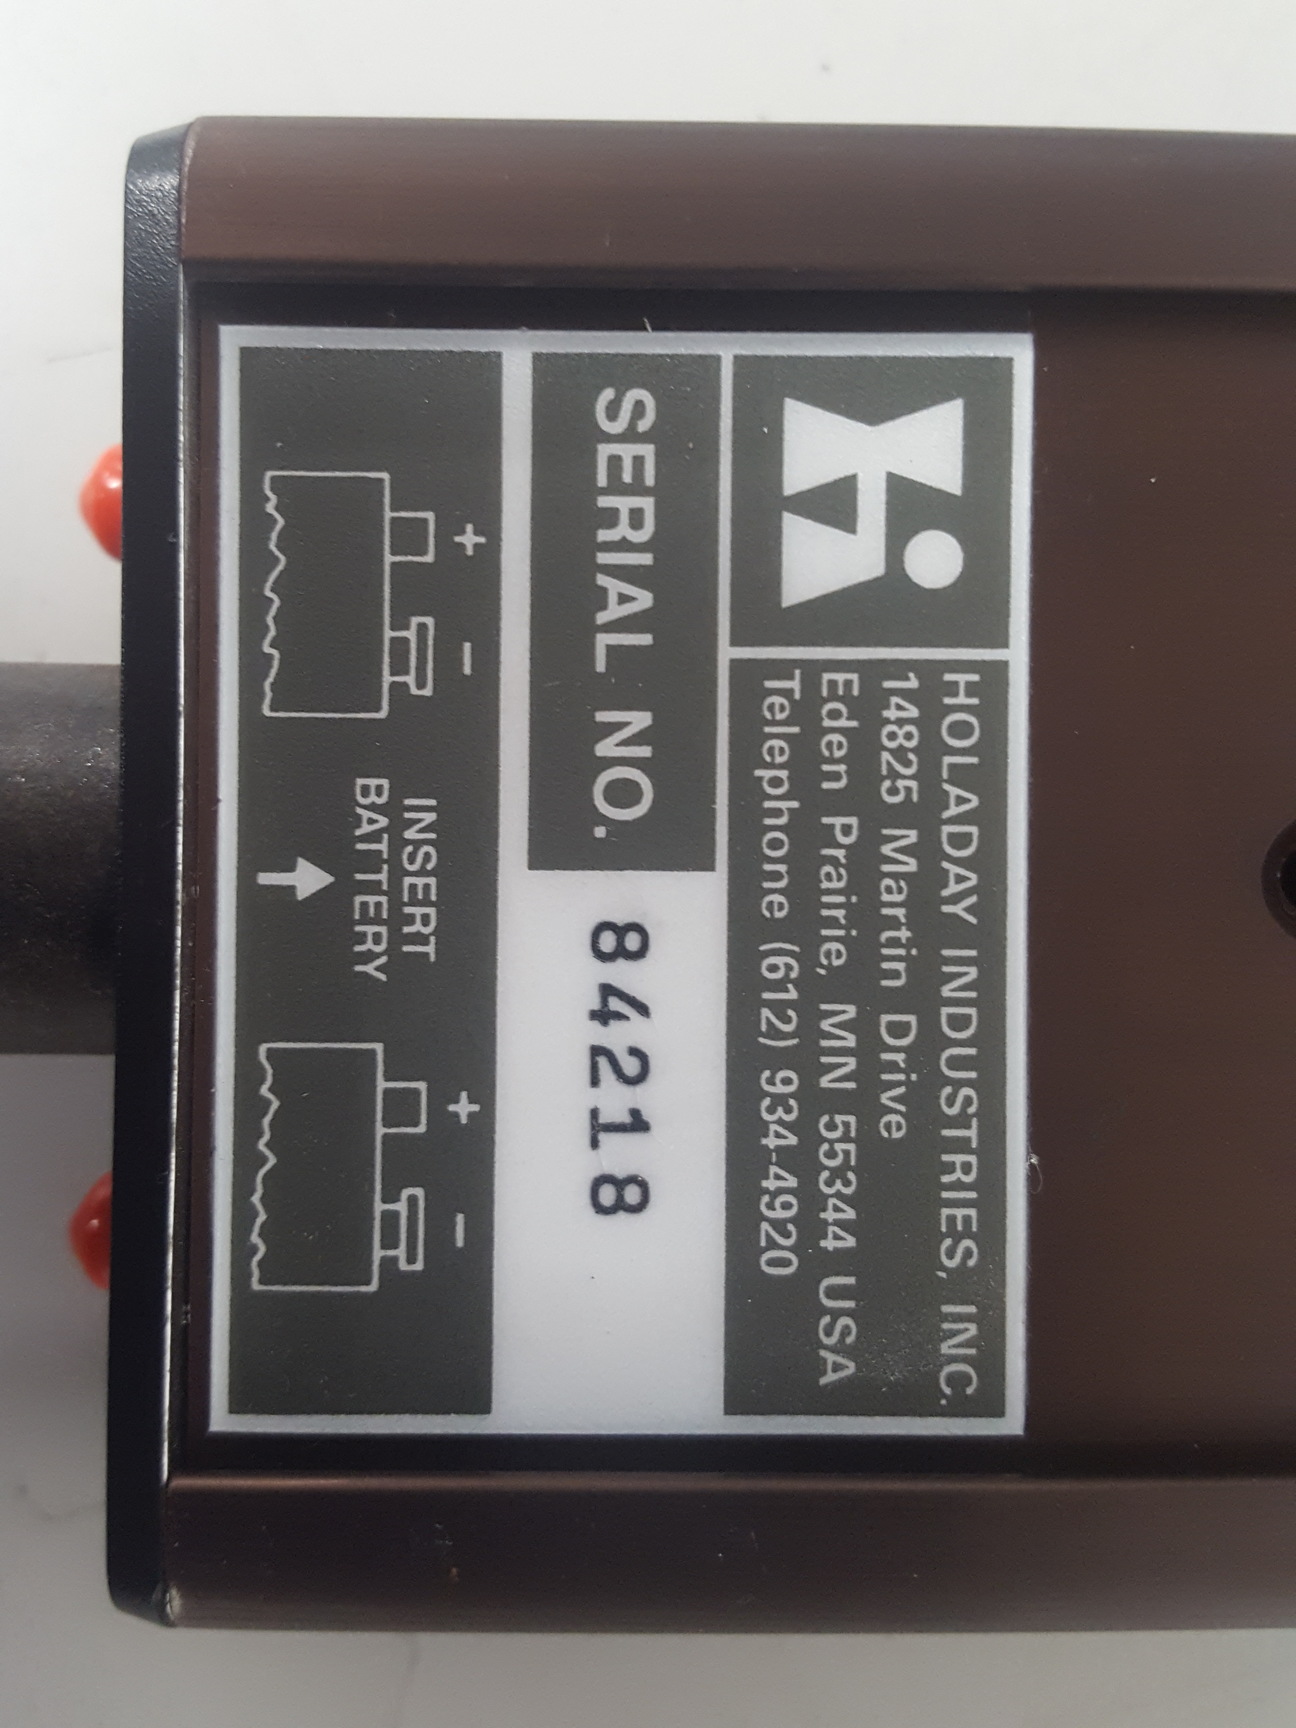 HOLADAY INDUSTRIES, INC.
14825 Martin Drive
Eden Prairie, MN 55344 USA
Telephone (612) 934-4920
SERIAL NO. 84218
+ -
INSERT
BATTERY
+ -